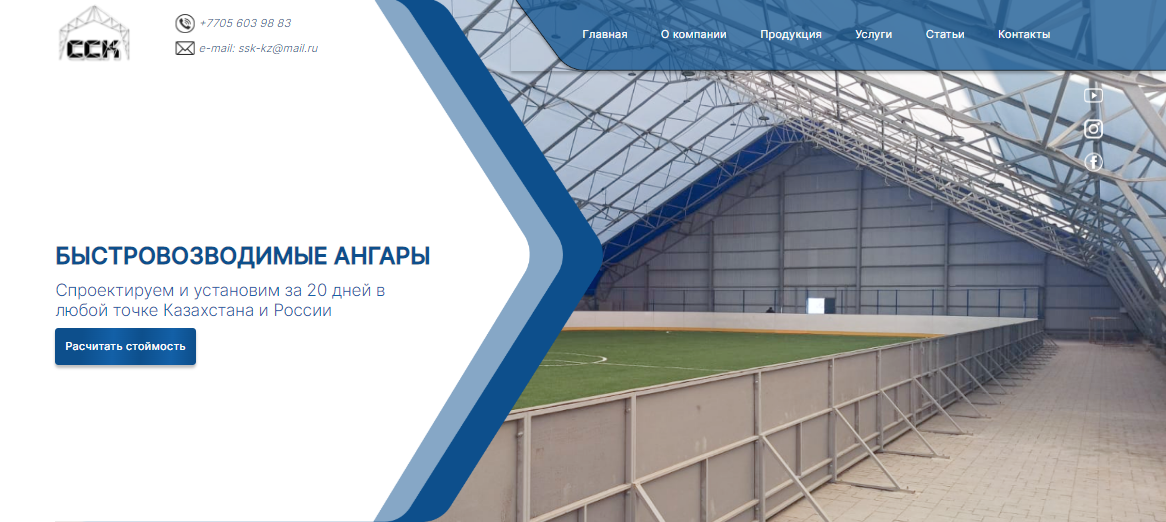 ССК
+7705 603 98 83
e-mail: ssk-kz@mail.ru
Главная
О компании
Продукция
Услуги
Статьи
Контакты
БЫСТРОВОЗВОДИМЫЕ АНГАРЫ
Спроектируем и установим за 20 дней в
любой точке Казахстана и России
Расчитать стоймость